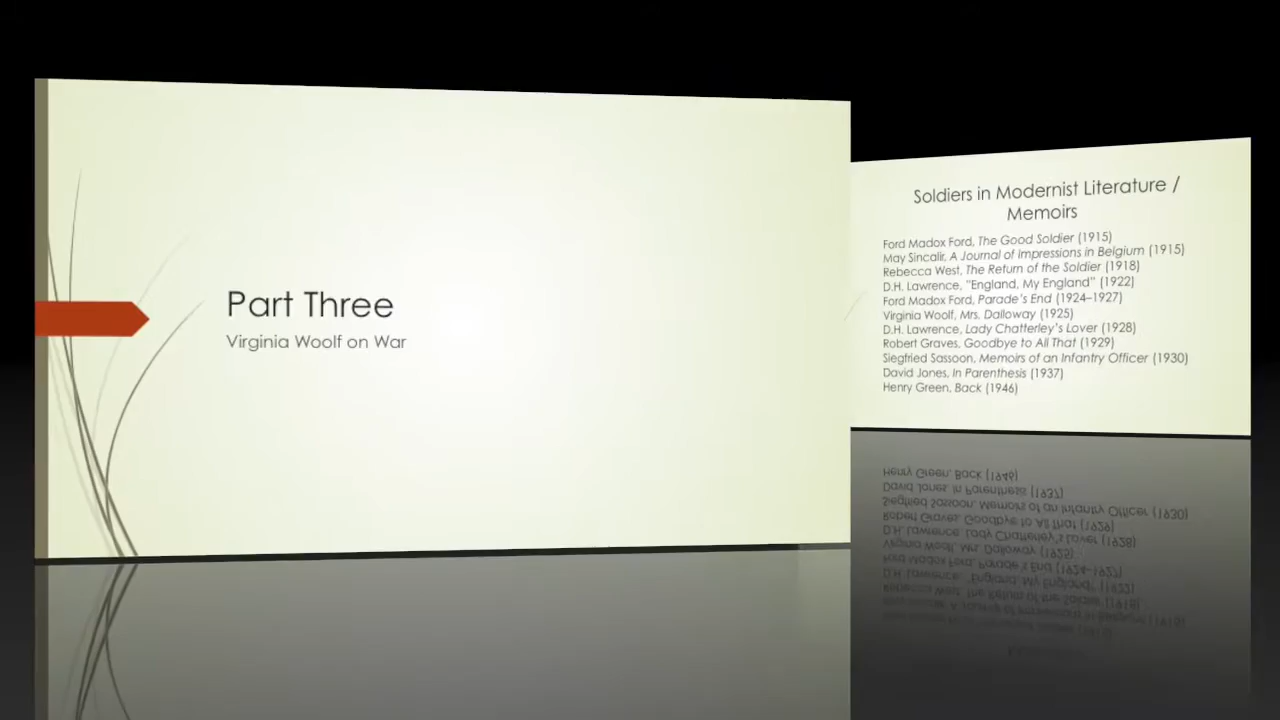 Part Three
Virginia Woolf on War
Soldiers in Modernist Literature /
Memoirs
Ford Madox Ford, The Good Soldier (1915)
May Sincalir, A Journal of Impressions in Belgium (1915)
Rebecca West, The Return of the Soldier (1918)
D.H. Lawrence, "England, My England" (1922)
Ford Madox Ford, Parade's End (1924–1927)
Virginia Woolf, Mrs. Dalloway (1925)
D.H. Lawrence, Lady Chatterley's Lover (1928)
Robert Graves, Goodbye to All That (1929)
Siegfried Sassoon, Memoirs of an Infantry Officer (1930)
David Jones, In Parenthesis (1937)
Henry Green, Back (1946)